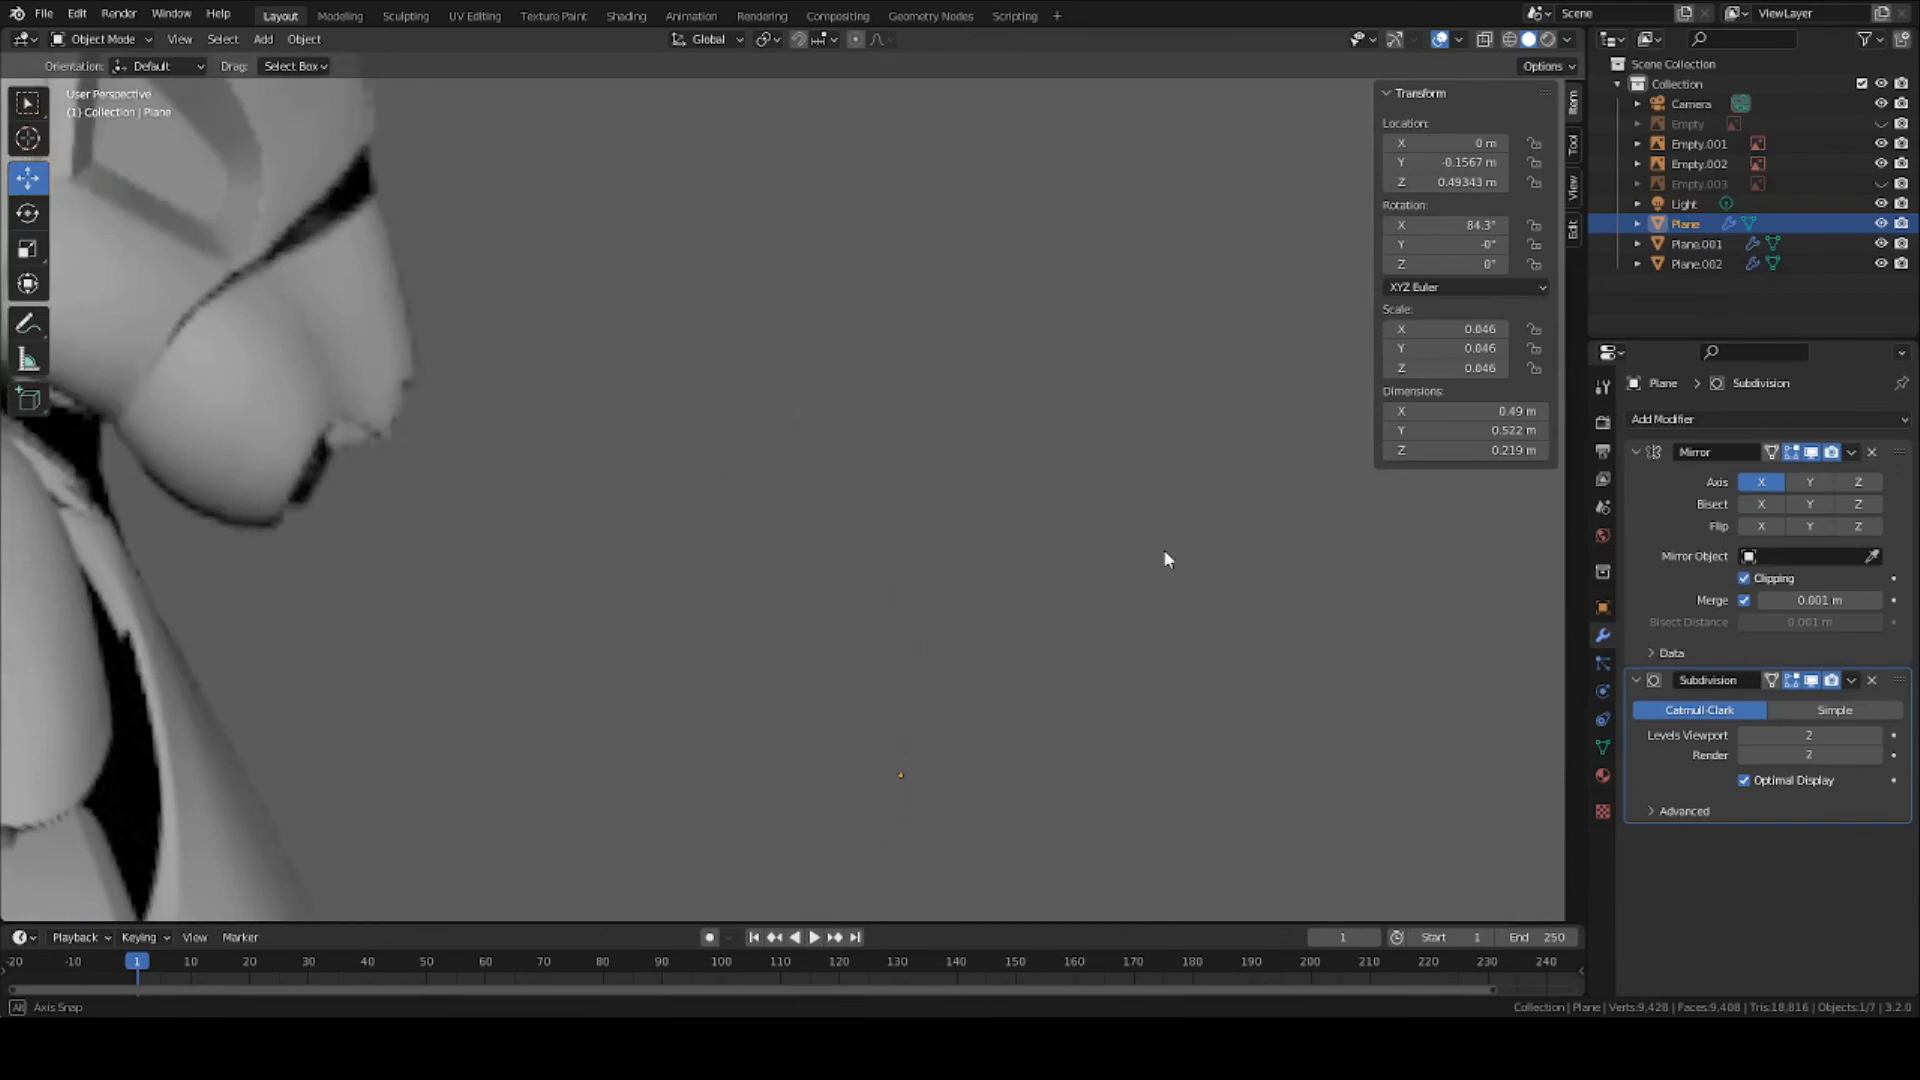 File Edit Render Window Help Layout Modeling Sculpting UV Editing Texture Paint Shading Animation Rendering Compositing Geometry Nodes Scripting + Scene ViewLayer
Object Mode View Select Add Object Global
Orientation: Default Drag: Select Box Options
User Perspective
(1) Collection | Plane
Transform
Location:
X 0 m
Y -0.1567 m
Z 0.49343 m
Rotation:
X 84.3°
Y -0°
Z 0°
XYZ Euler
Scale:
X 0.046
Y 0.046
Z 0.046
Dimensions:
X 0.49 m
Y 0.522 m
Z 0.219 m
Item
Tool
View
Edit
Scene Collection
Collection
Camera
Empty
Empty.001
Empty.002
Empty.003
Light
Plane
Plane.001
Plane.002
Plane > Subdivision
Add Modifier
Mirror
Axis X Y Z
Bisect X Y Z
Flip X Y Z
Mirror Object
Clipping
Merge 0.001 m
Bisect Distance 0.001 m
Data
Subdivision
Catmull-Clark Simple
Levels Viewport 2
Render 2
Optimal Display
Advanced
Playback Keying View Marker 1 Start 1 End 250
-20 -10 1 10 20 30 40 50 60 70 80 90 100 110 120 130 140 150 160 170 180 190 200 210 220 230 240
Alt Axis Snap Collection | Plane | Verts:9,428 | Faces:9,408 | Tris:18,816 | Objects:1/7 | 3.2.0